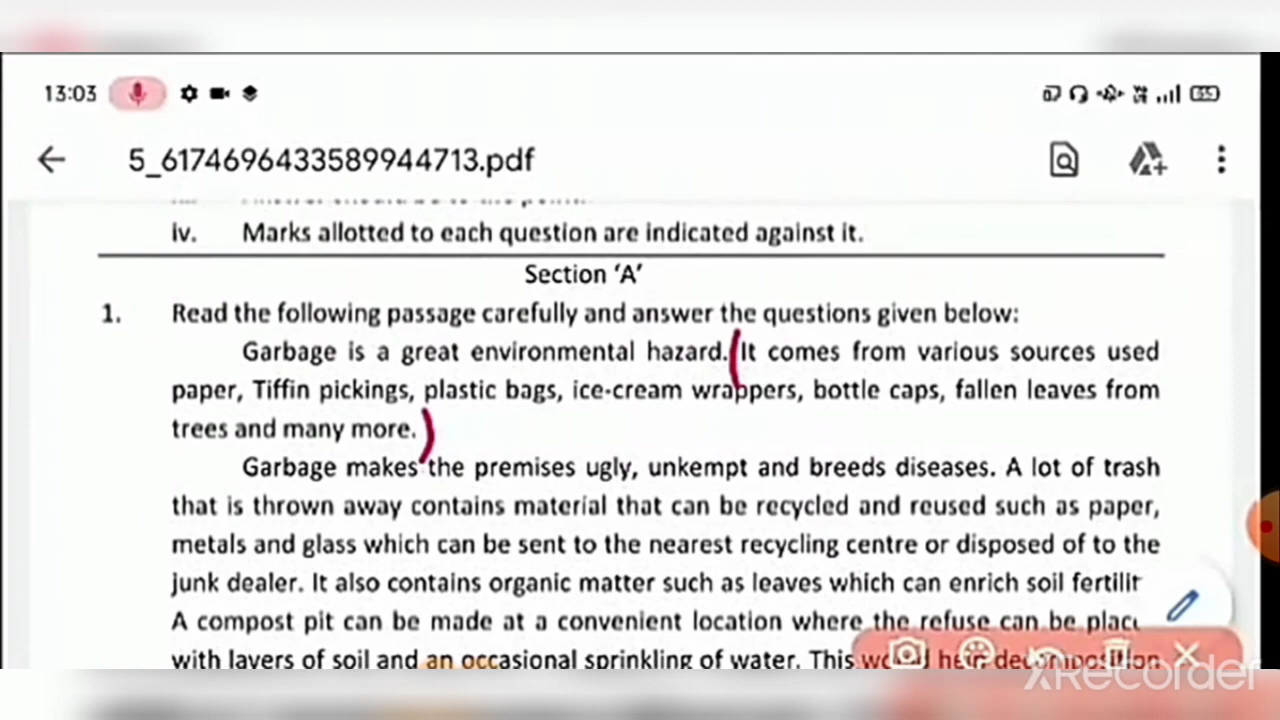 13:03
55
5_6174696433589944713.pdf
iv. Marks allotted to each question are indicated against it.
Section ‘A’
1. Read the following passage carefully and answer the questions given below:
Garbage is a great environmental hazard. It comes from various sources used
paper, Tiffin pickings, plastic bags, ice-cream wrappers, bottle caps, fallen leaves from
trees and many more.
Garbage makes the premises ugly, unkempt and breeds diseases. A lot of trash
that is thrown away contains material that can be recycled and reused such as paper,
metals and glass which can be sent to the nearest recycling centre or disposed of to the
junk dealer. It also contains organic matter such as leaves which can enrich soil fertilit
A compost pit can be made at a convenient location where the refuse can be plac
with layers of soil and an occasional sprinkling of water. This would help decomposition
XRecorder